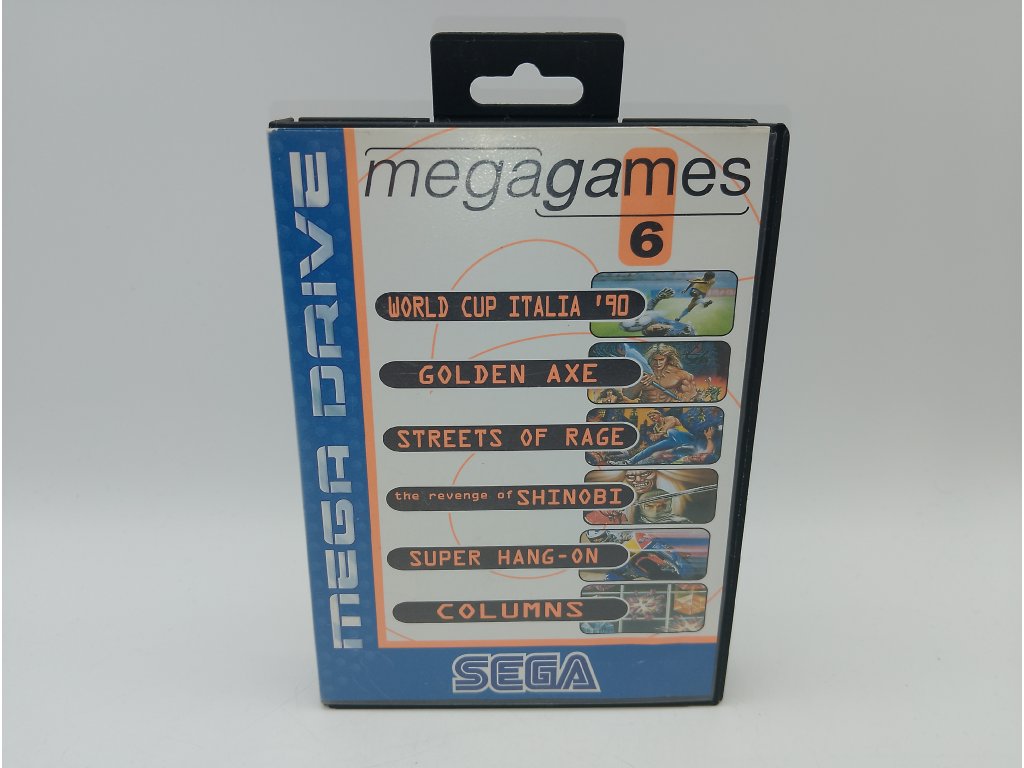 MEGA DRIVE
megagames
6
WORLD CUP ITALIA '90
GOLDEN AXE
STREETS OF RAGE
the revenge of SHINOBI
SUPER HANG-ON
COLUMNS
SEGA